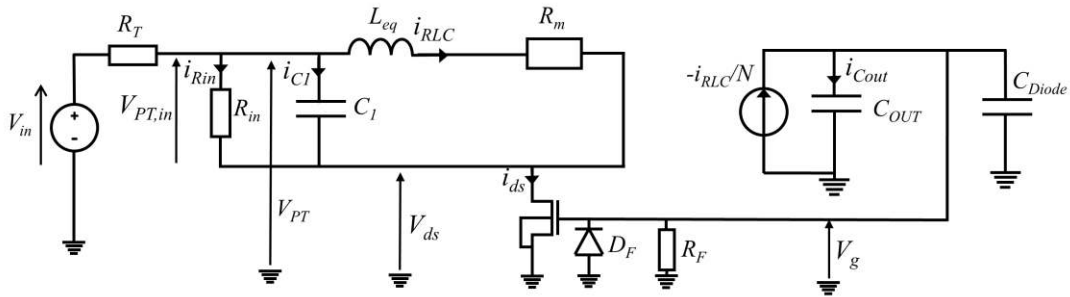 R_T
L_eq
i_RLC
R_m
V_in
+
-
V_PT,in
i_Rin
R_in
i_C1
C_1
V_PT
V_ds
i_ds
D_F
R_F
V_g
-i_RLC/N
i_Cout
C_OUT
C_Diode